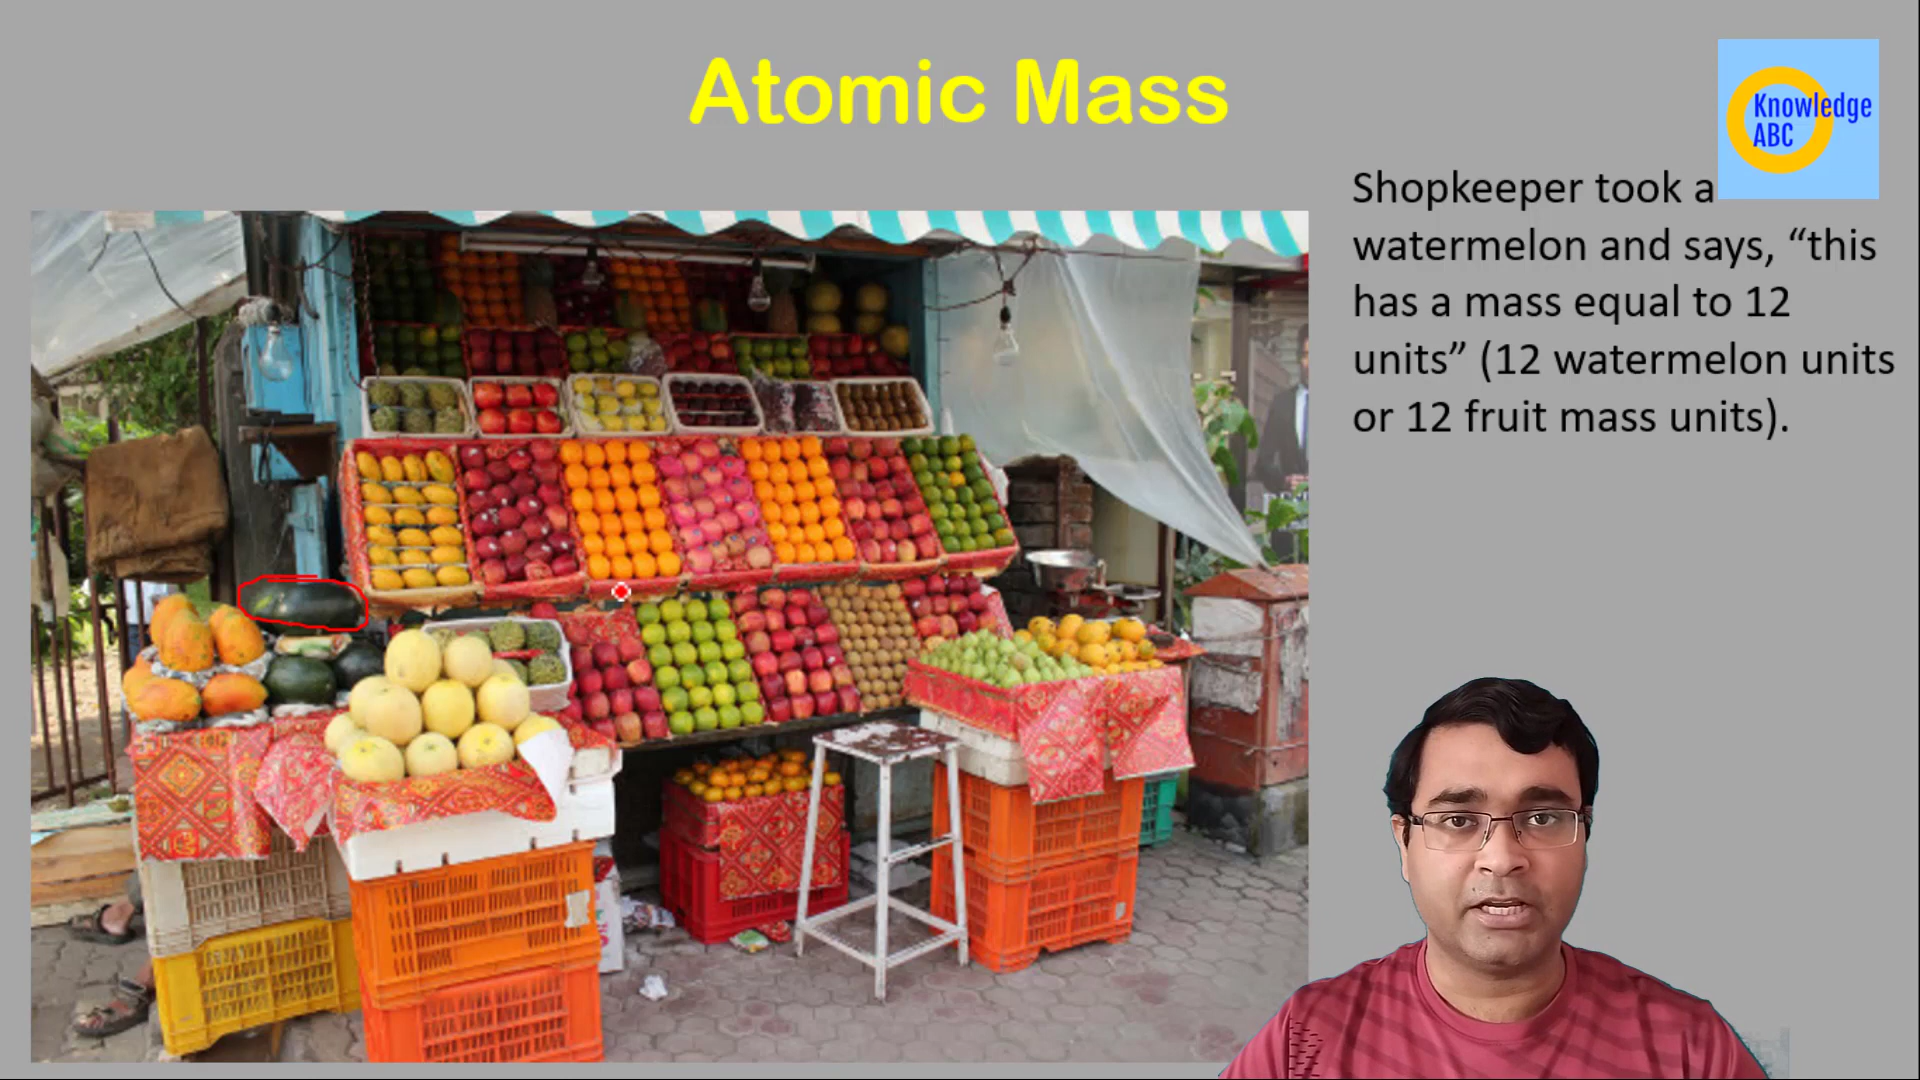 Atomic Mass
Knowledge
ABC
Shopkeeper took a
watermelon and says, “this
has a mass equal to 12
units” (12 watermelon units
or 12 fruit mass units).